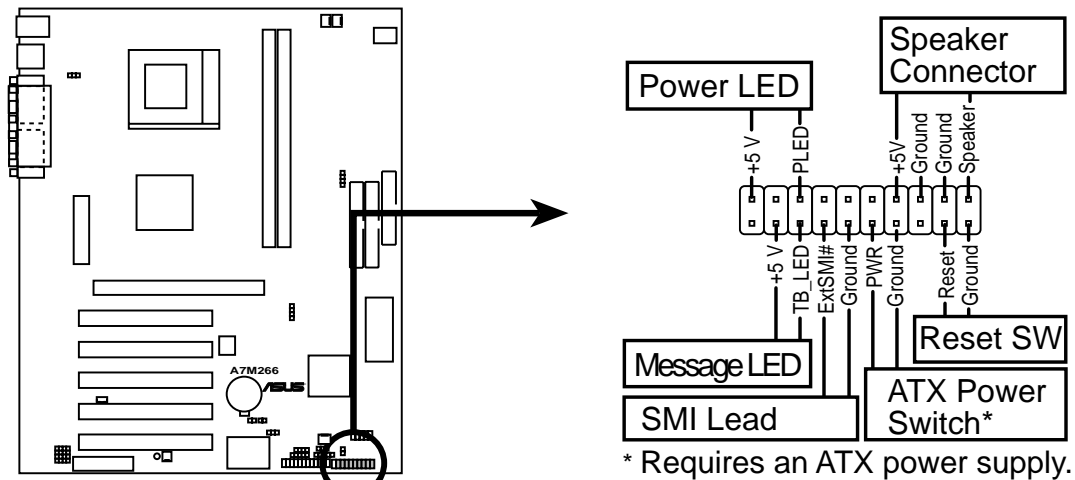 Speaker
Connector
Power LED
+5 V
PLED
+5V
Ground
Ground
Speaker
+5 V
TB_LED
ExtSMI#
Ground
PWR
Ground
Reset
Ground
Reset SW
Message LED
ATX Power
Switch*
SMI Lead
* Requires an ATX power supply.
A7M266
ASUS